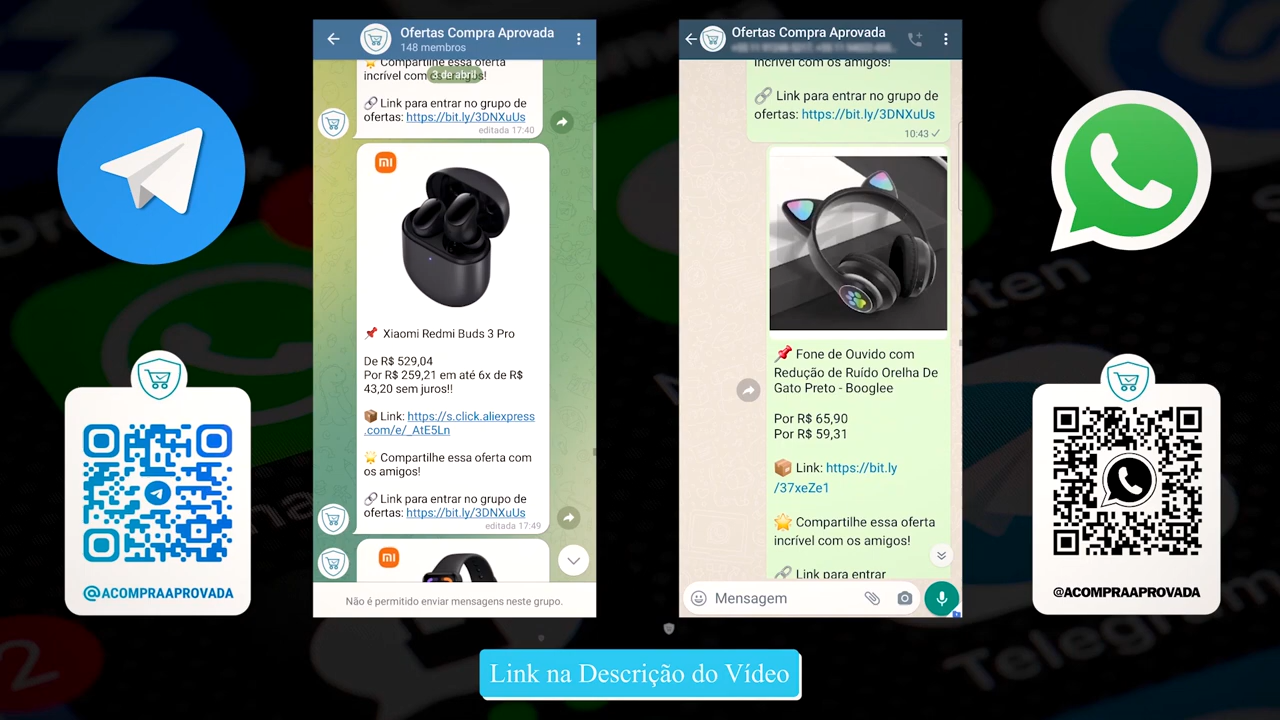 Ofertas Compra Aprovada
148 membros
Compartilhe essa oferta
incrível com os amigos!
3 de abril
🔗 Link para entrar no grupo de
ofertas: https://bit.ly/3DNXuUs
editada 17:40
📌 Xiaomi Redmi Buds 3 Pro
De R$ 529,04
Por R$ 259,21 em até 6x de R$
43,20 sem juros!!
📦 Link: https://s.click.aliexpress
.com/e/_AtE5Ln
🌟 Compartilhe essa oferta com
os amigos!
🔗 Link para entrar no grupo de
ofertas: https://bit.ly/3DNXuUs
editada 17:49
Não é permitido enviar mensagens neste grupo.
Ofertas Compra Aprovada
incrível com os amigos!
🔗 Link para entrar no grupo de
ofertas: https://bit.ly/3DNXuUs
10:43
📌 Fone de Ouvido com
Redução de Ruído Orelha De
Gato Preto - Booglee
Por R$ 65,90
Por R$ 59,31
📦 Link: https://bit.ly
/37xeZe1
🌟 Compartilhe essa oferta
incrível com os amigos!
🔗 Link para entrar
Mensagem
@ACOMPRAAPROVADA
@ACOMPRAAPROVADA
Link na Descrição do Vídeo
Telegram
2